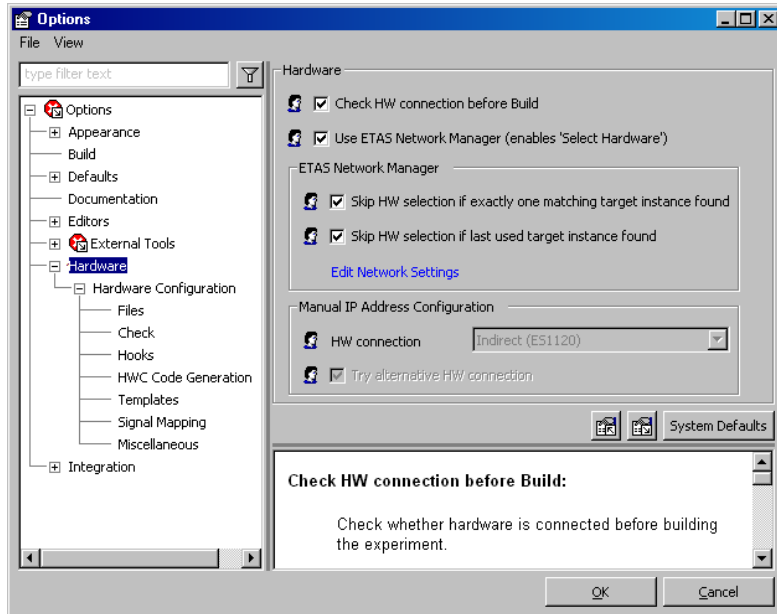 Options
File View
type filter text
Options
Appearance
Build
Defaults
Documentation
Editors
External Tools
Hardware
Hardware Configuration
Files
Check
Hooks
HWC Code Generation
Templates
Signal Mapping
Miscellaneous
Integration
Hardware
Check HW connection before Build
Use ETAS Network Manager (enables 'Select Hardware')
ETAS Network Manager
Skip HW selection if exactly one matching target instance found
Skip HW selection if last used target instance found
Edit Network Settings
Manual IP Address Configuration
HW connection Indirect (ES1120)
Try alternative HW connection
System Defaults
Check HW connection before Build:
Check whether hardware is connected before building
the experiment.
OK Cancel